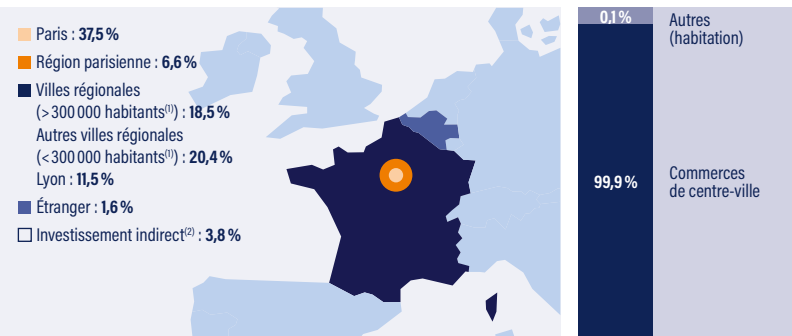 Paris : 37,5 %
Région parisienne : 6,6 %
Villes régionales
(> 300 000 habitants(1)) : 18,5 %
Autres villes régionales
(< 300 000 habitants(1)) : 20,4 %
Lyon : 11,5 %
Étranger : 1,6 %
Investissement indirect(2) : 3,8 %
0,1 %
Autres
(habitation)
99,9 %
Commerces
de centre-ville